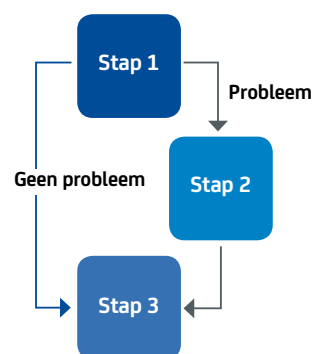 Stap 1
Probleem
Geen probleem
Stap 2
Stap 3